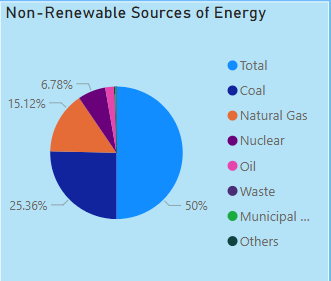 Non-Renewable Sources of Energy
6.78%
15.12%
25.36%
50%
Total
Coal
Natural Gas
Nuclear
Oil
Waste
Municipal ...
Others